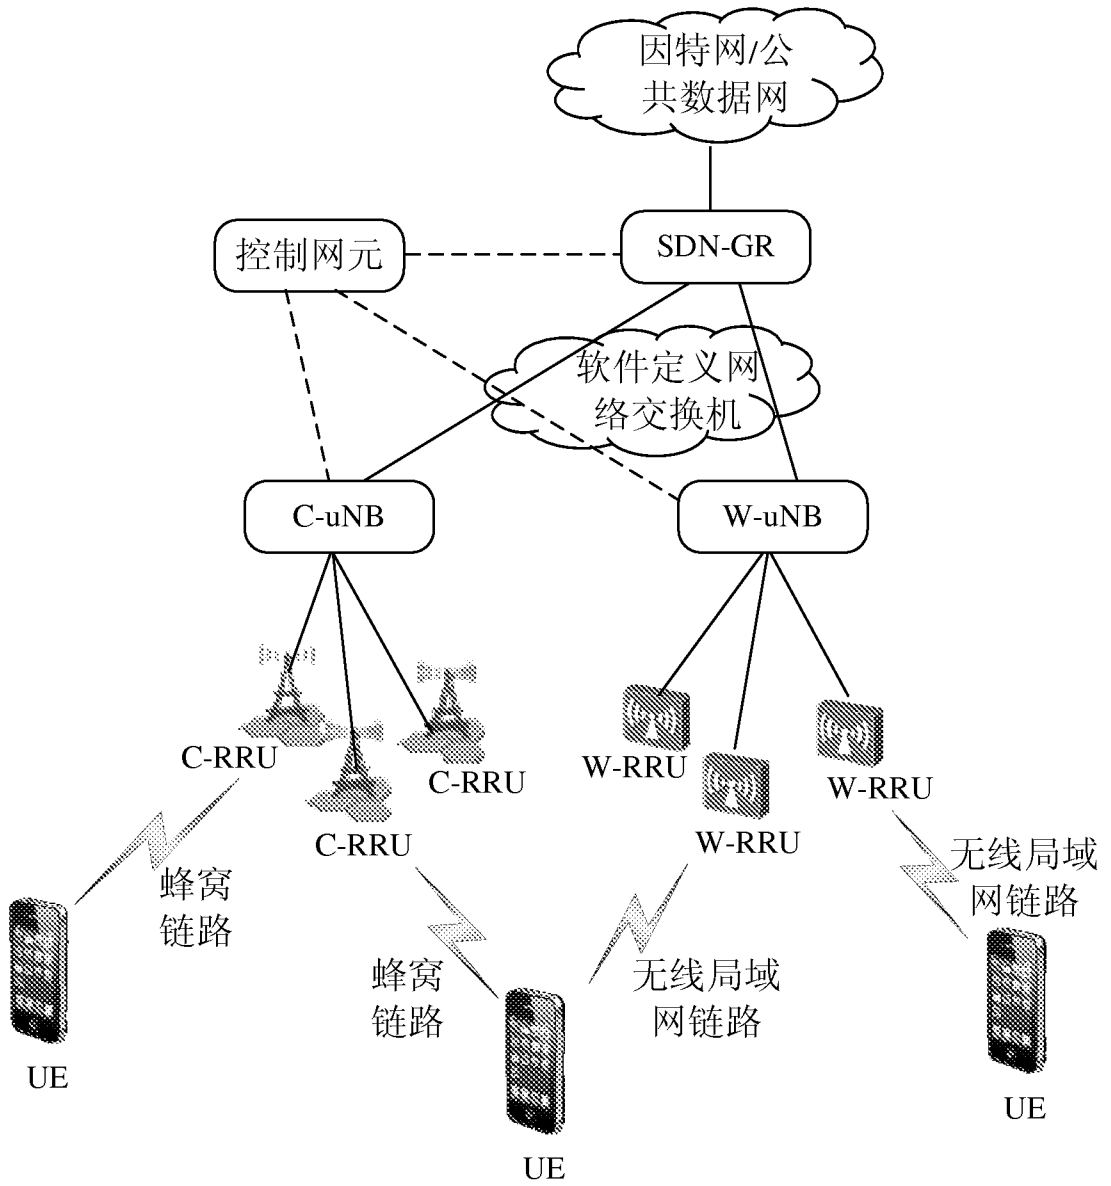 因特网/公
共数据网
控制网元
SDN-GR
软件定义网
络交换机
C-uNB
W-uNB
C-RRU
C-RRU
C-RRU
W-RRU
W-RRU
W-RRU
蜂窝
链路
蜂窝
链路
无线局域
网链路
无线局域
网链路
UE
UE
UE